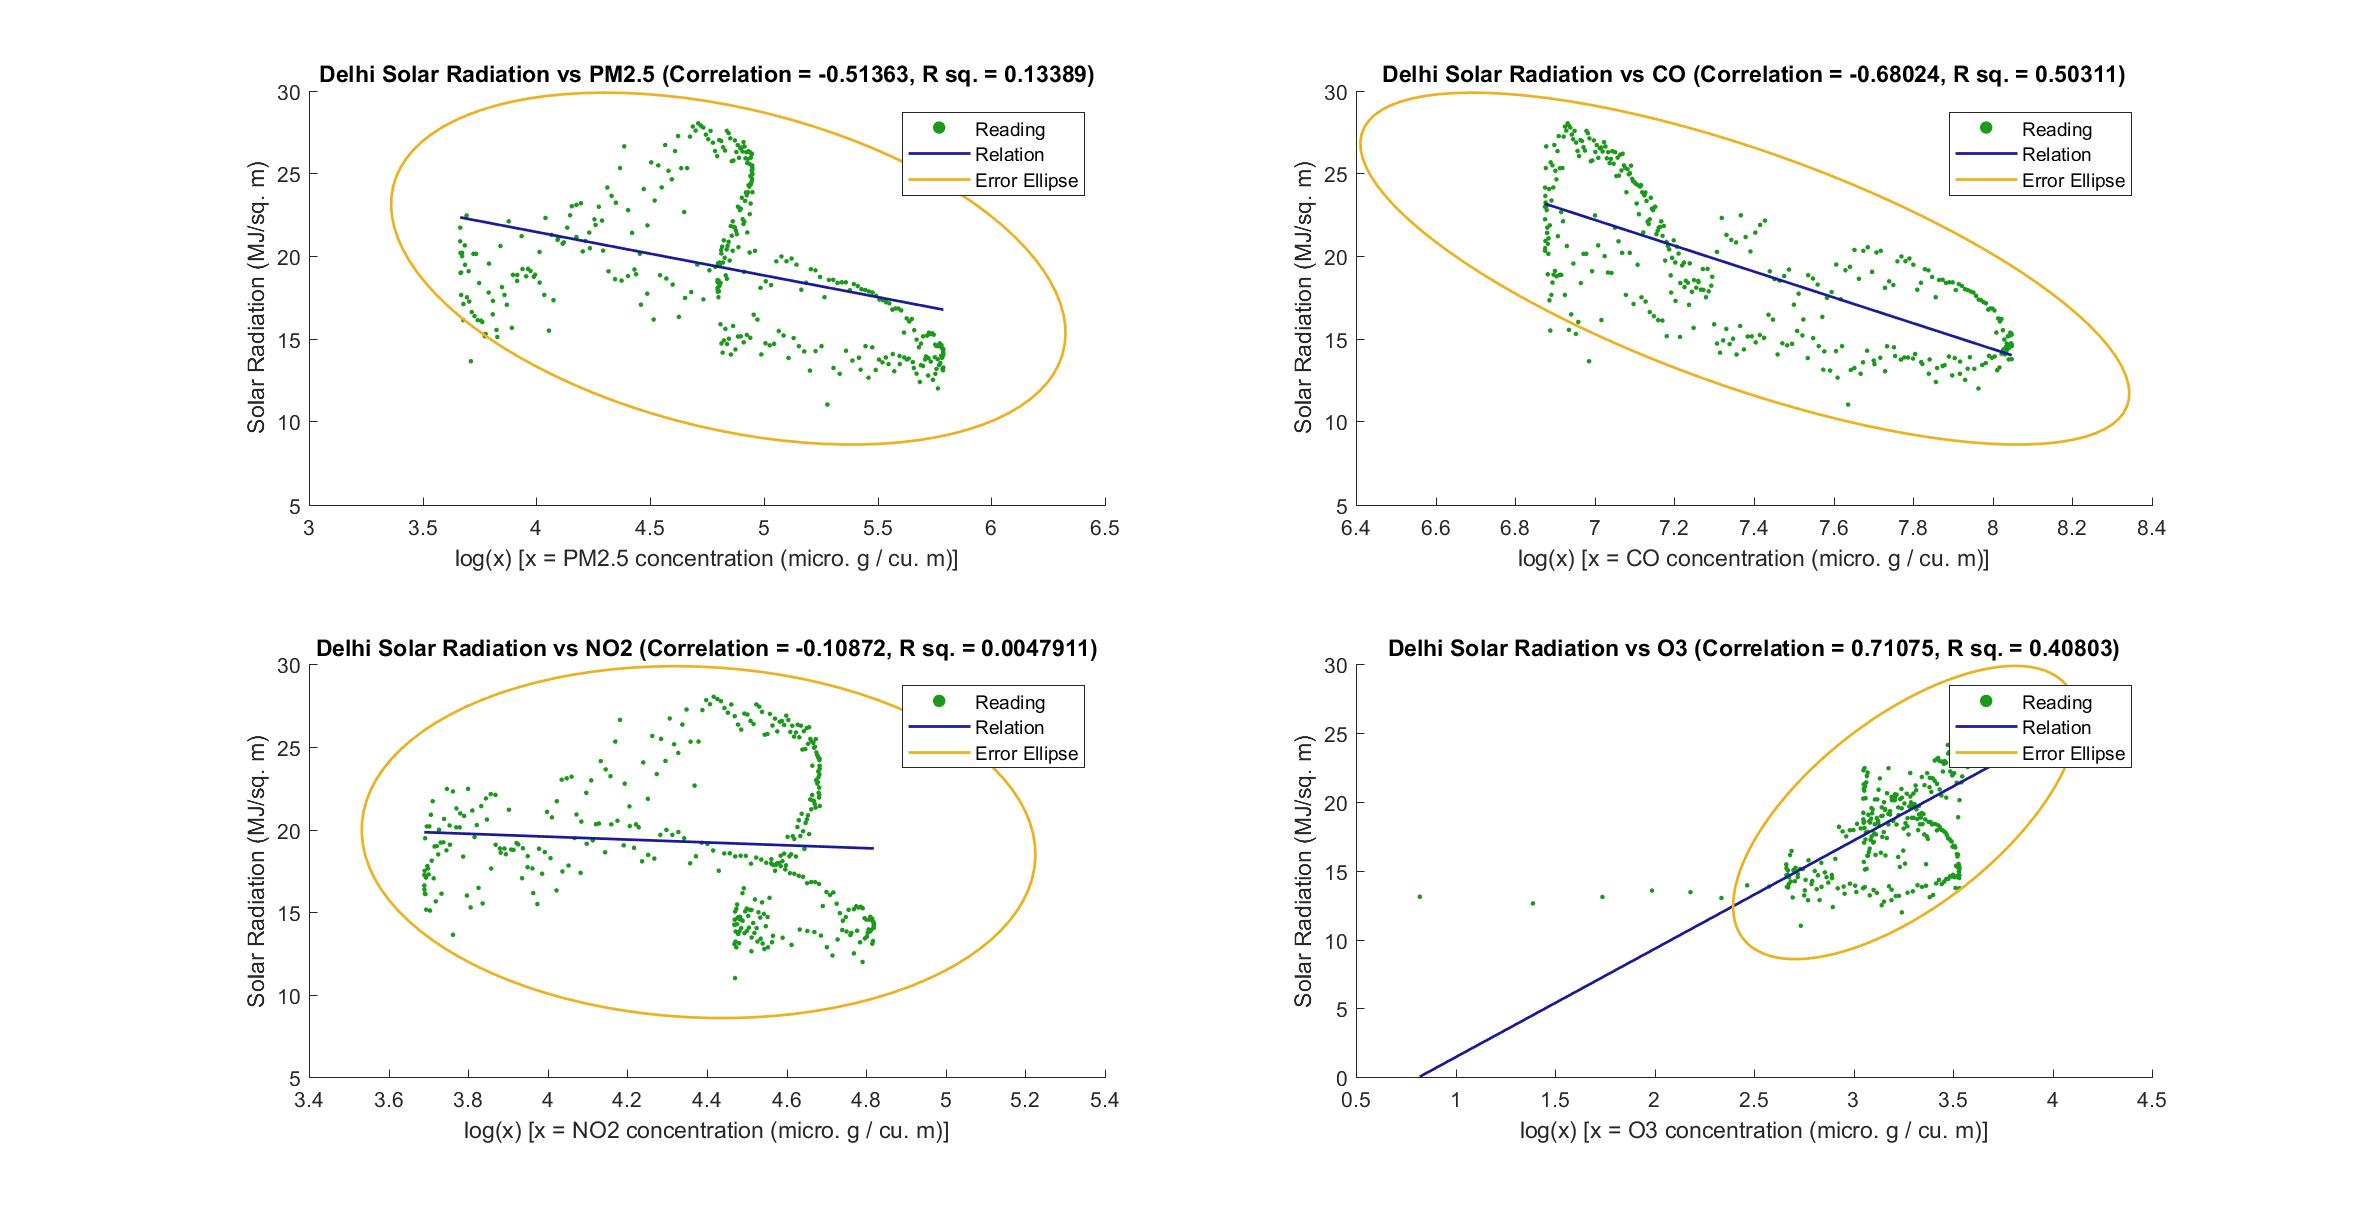 Delhi Solar Radiation vs PM2.5 (Correlation = -0.51363, R sq. = 0.13389)
30
25
20
15
10
5
Solar Radiation (MJ/sq. m)
Reading
Relation
Error Ellipse
3 3.5 4 4.5 5 5.5 6 6.5
log(x) [x = PM2.5 concentration (micro. g / cu. m)]
Delhi Solar Radiation vs CO (Correlation = -0.68024, R sq. = 0.50311)
30
25
20
15
10
5
Solar Radiation (MJ/sq. m)
Reading
Relation
Error Ellipse
6.4 6.6 6.8 7 7.2 7.4 7.6 7.8 8 8.2 8.4
log(x) [x = CO concentration (micro. g / cu. m)]
Delhi Solar Radiation vs NO2 (Correlation = -0.10872, R sq. = 0.0047911)
30
25
20
15
10
5
Solar Radiation (MJ/sq. m)
Reading
Relation
Error Ellipse
3.4 3.6 3.8 4 4.2 4.4 4.6 4.8 5 5.2 5.4
log(x) [x = NO2 concentration (micro. g / cu. m)]
Delhi Solar Radiation vs O3 (Correlation = 0.71075, R sq. = 0.40803)
30
25
20
15
10
5
0
Solar Radiation (MJ/sq. m)
Reading
Relation
Error Ellipse
0.5 1 1.5 2 2.5 3 3.5 4 4.5
log(x) [x = O3 concentration (micro. g / cu. m)]